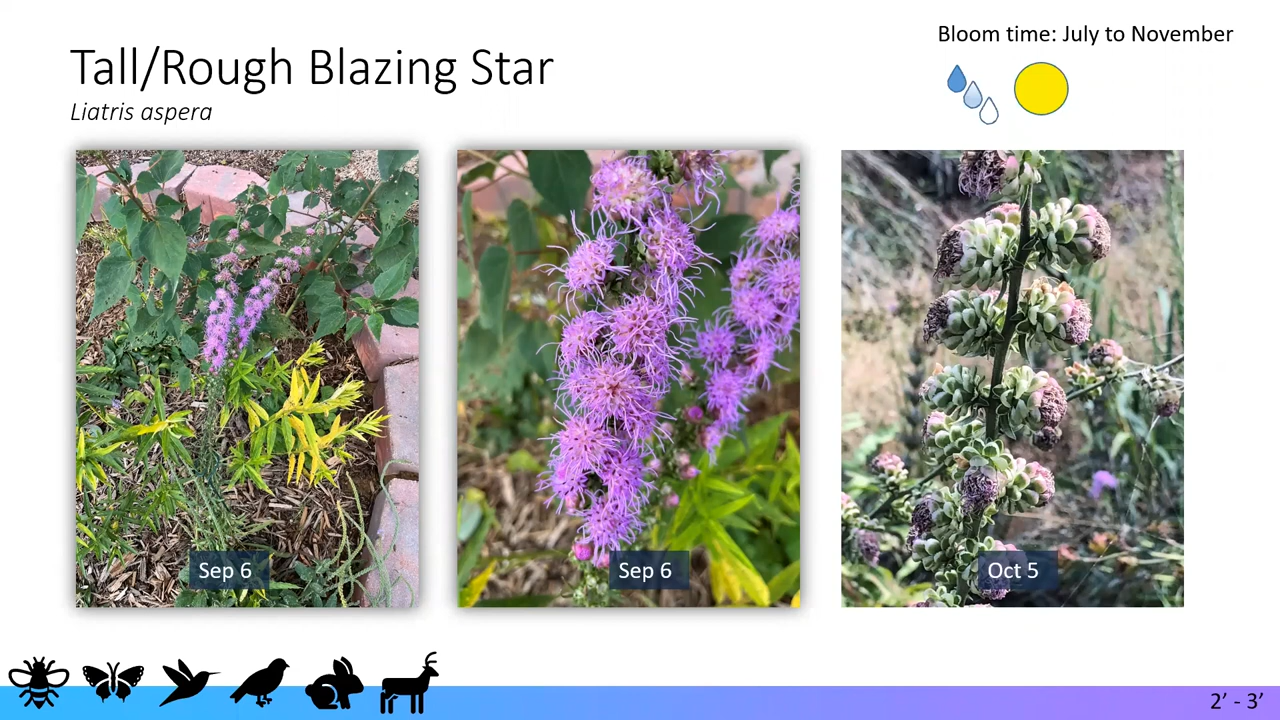 Bloom time: July to November
Tall/Rough Blazing Star
Liatris aspera
Sep 6
Sep 6
Oct 5
2’ - 3’